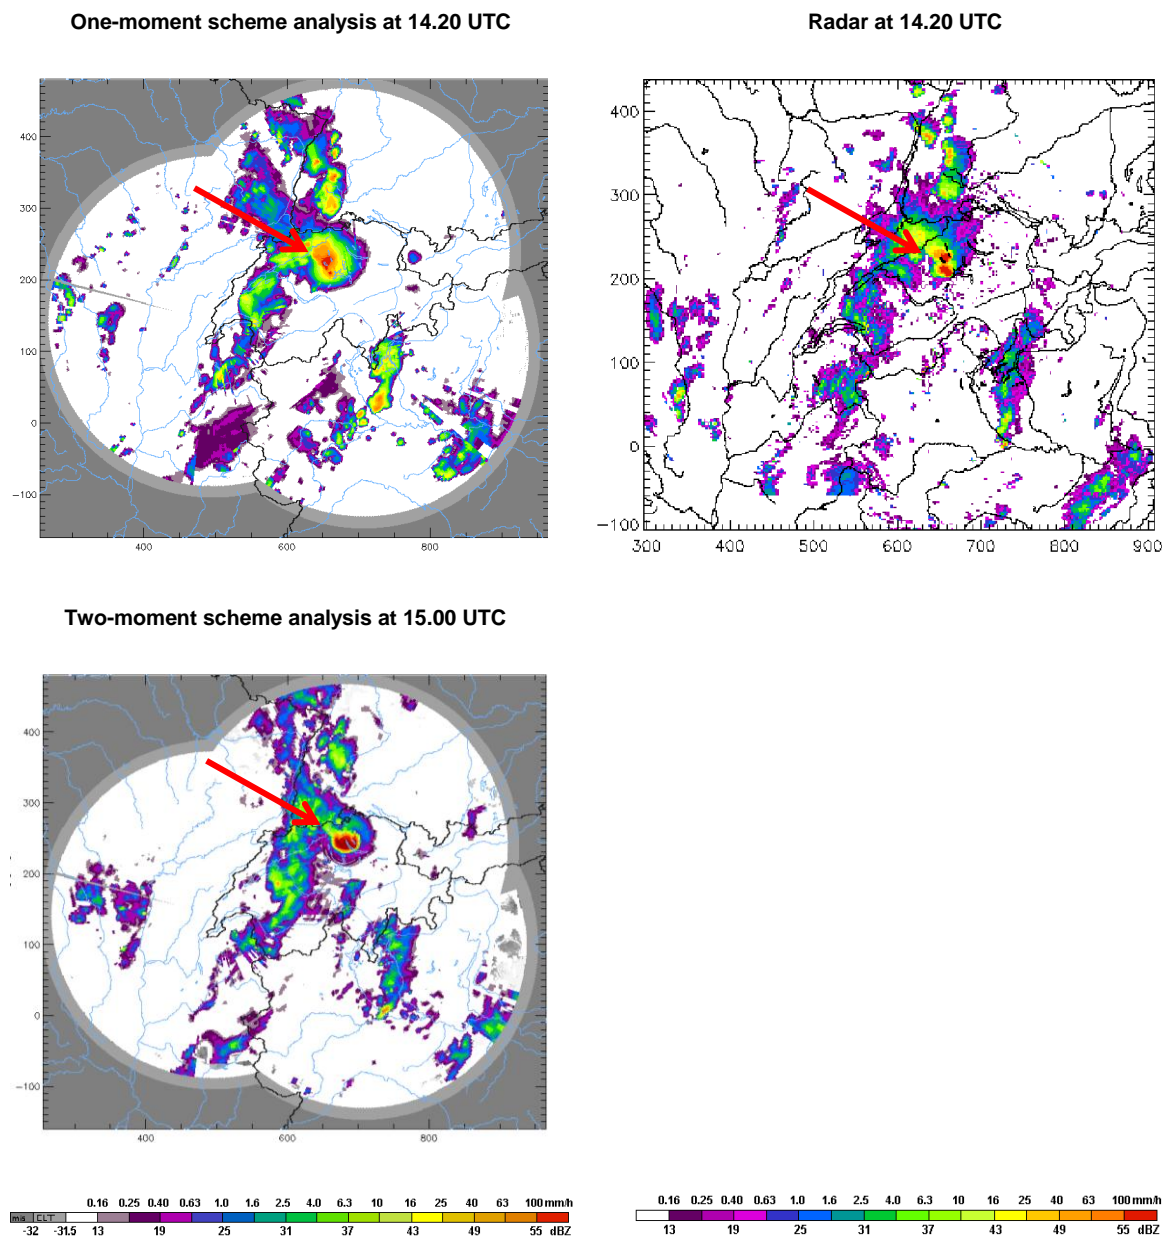 One-moment scheme analysis at 14.20 UTC
Radar at 14.20 UTC
400
300
200
100
0
-100
400 600 800
400
300
200
100
0
-100
300 400 500 600 700 800 900
Two-moment scheme analysis at 15.00 UTC
400
300
200
100
0
-100
400 600 800
0.16 0.25 0.40 0.63 1.0 1.6 2.5 4.0 6.3 10 16 25 40 63 100 mm/h
mis CLT
-32 -31.5 13 19 25 31 37 43 49 55 dBZ
0.16 0.25 0.40 0.63 1.0 1.6 2.5 4.0 6.3 10 16 25 40 63 100 mm/h
13 19 25 31 37 43 49 55 dBZ